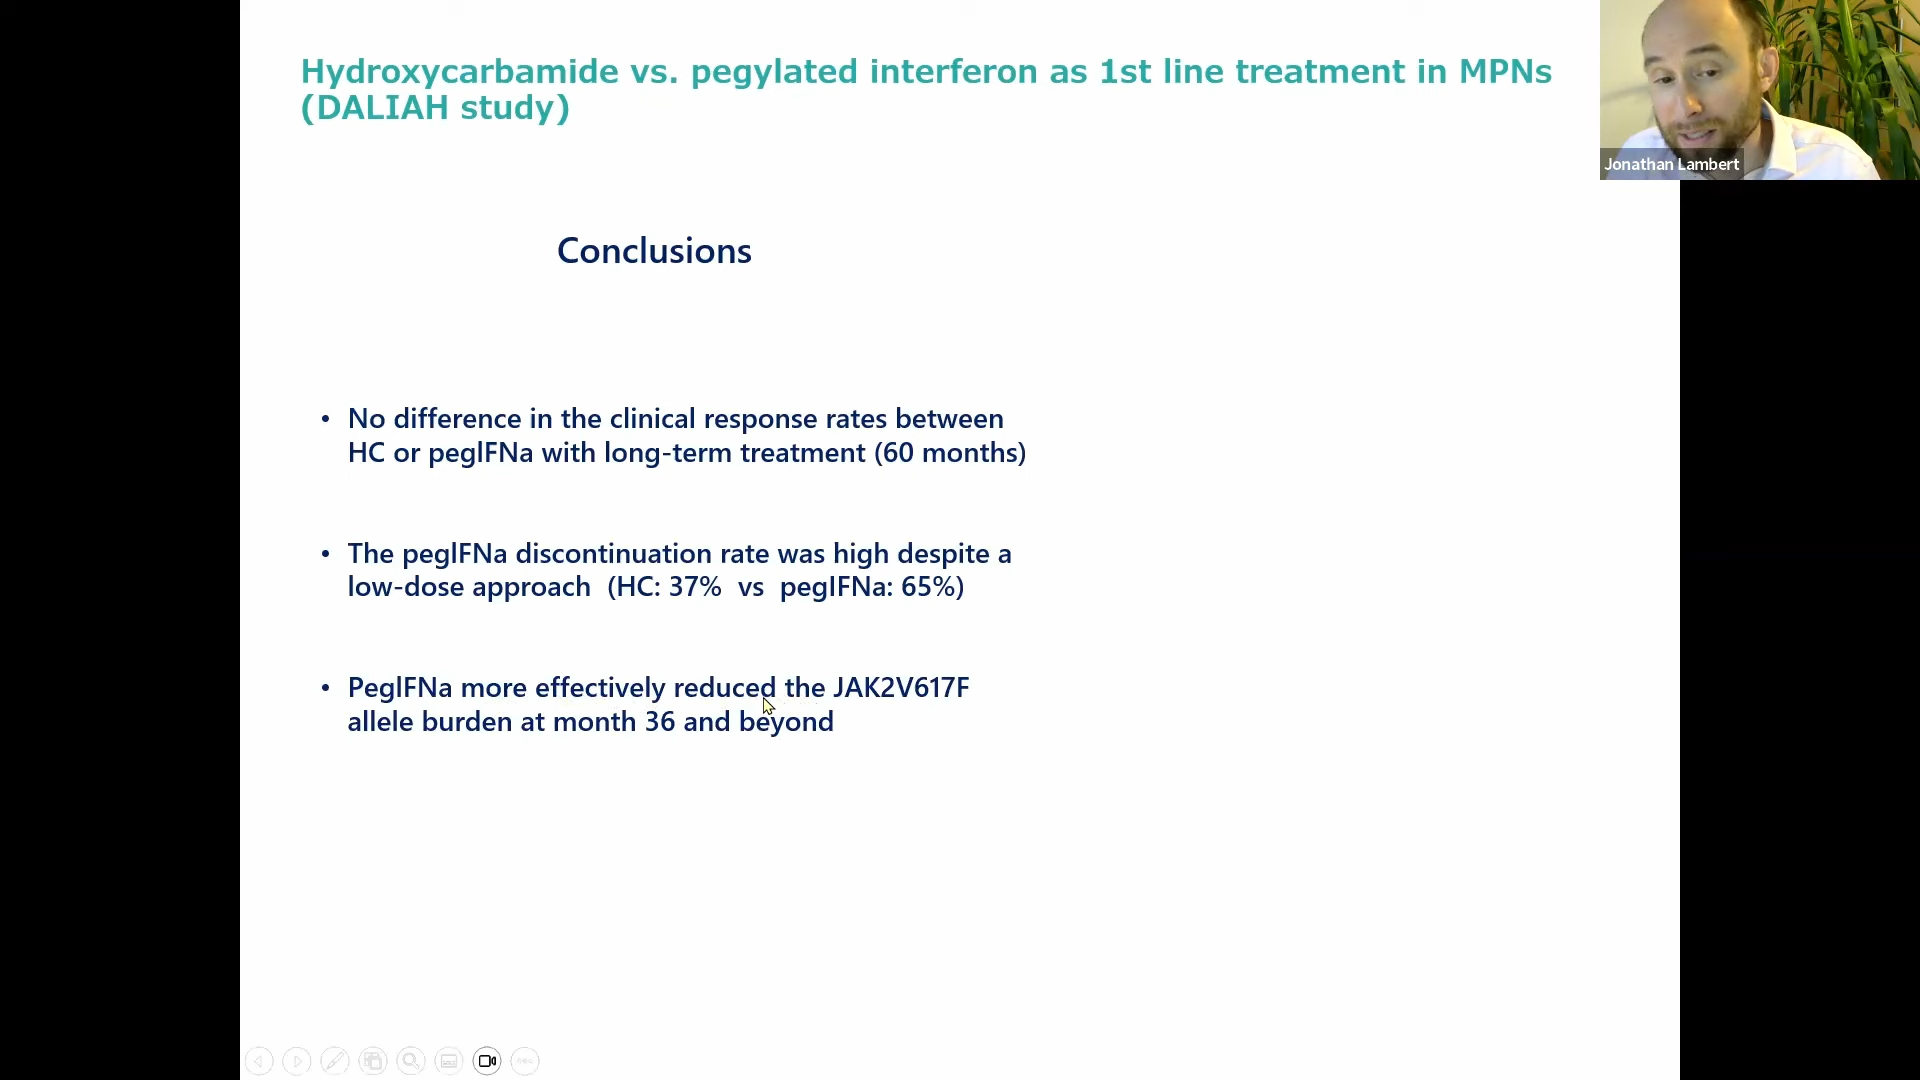 Hydroxycarbamide vs. pegylated interferon as 1st line treatment in MPNs
(DALIAH study)
Jonathan Lambert
Conclusions
• No difference in the clinical response rates between
HC or peglFNa with long-term treatment (60 months)
• The peglFNa discontinuation rate was high despite a
low-dose approach (HC: 37% vs pegIFNa: 65%)
• PeglFNa more effectively reduced the JAK2V617F
allele burden at month 36 and beyond